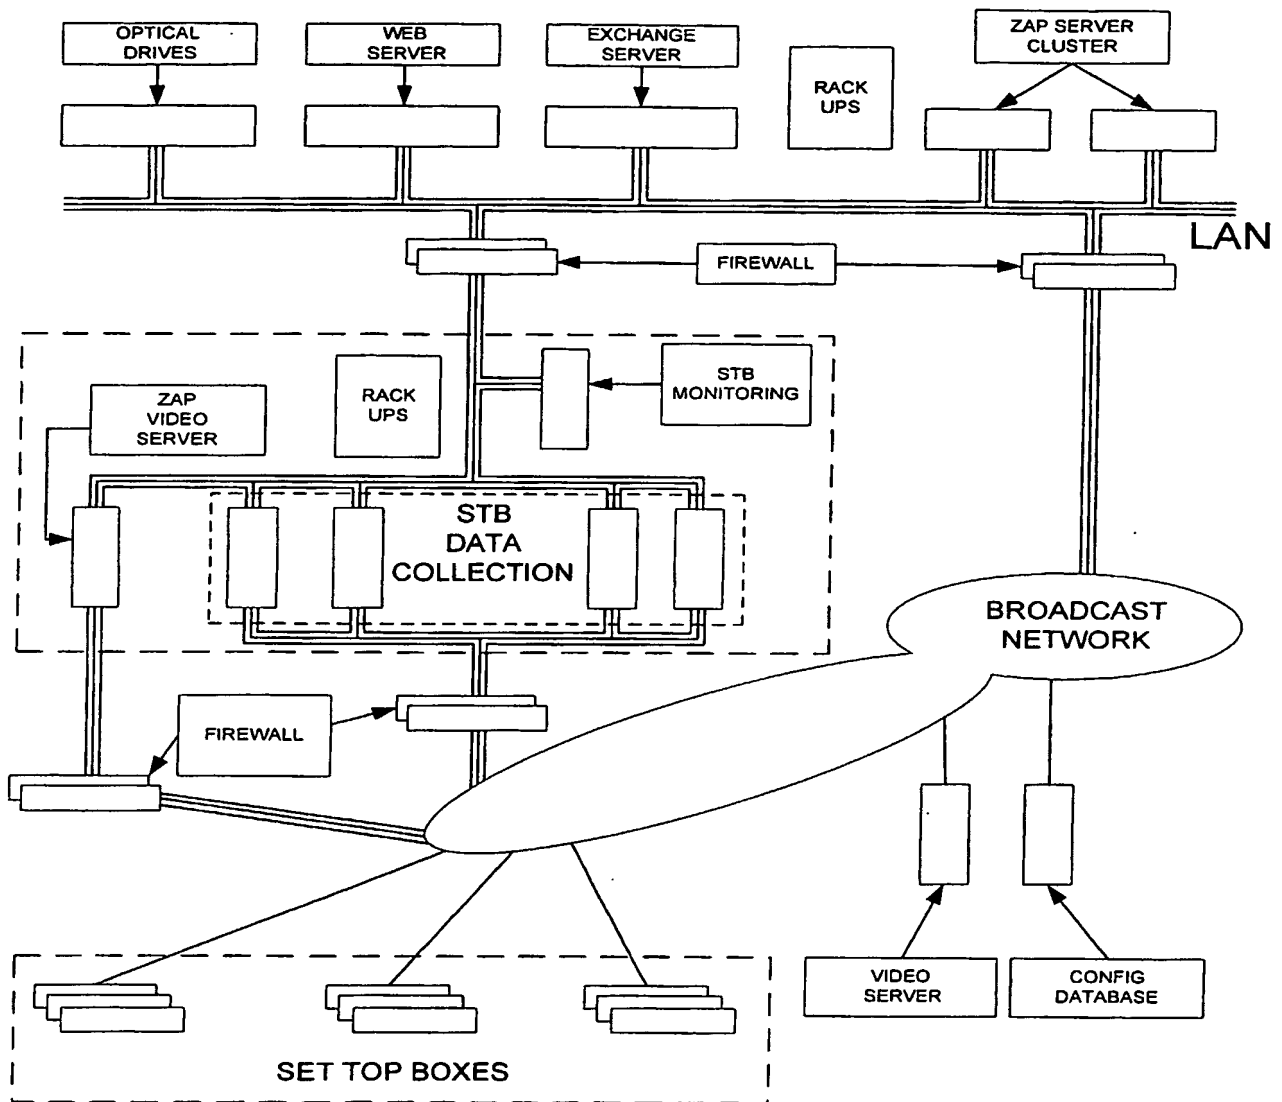 OPTICAL
DRIVES
WEB
SERVER
EXCHANGE
SERVER
RACK
UPS
ZAP SERVER
CLUSTER
LAN
FIREWALL
ZAP
VIDEO
SERVER
RACK
UPS
STB
MONITORING
STB
DATA
COLLECTION
BROADCAST
NETWORK
FIREWALL
VIDEO
SERVER
CONFIG
DATABASE
SET TOP BOXES